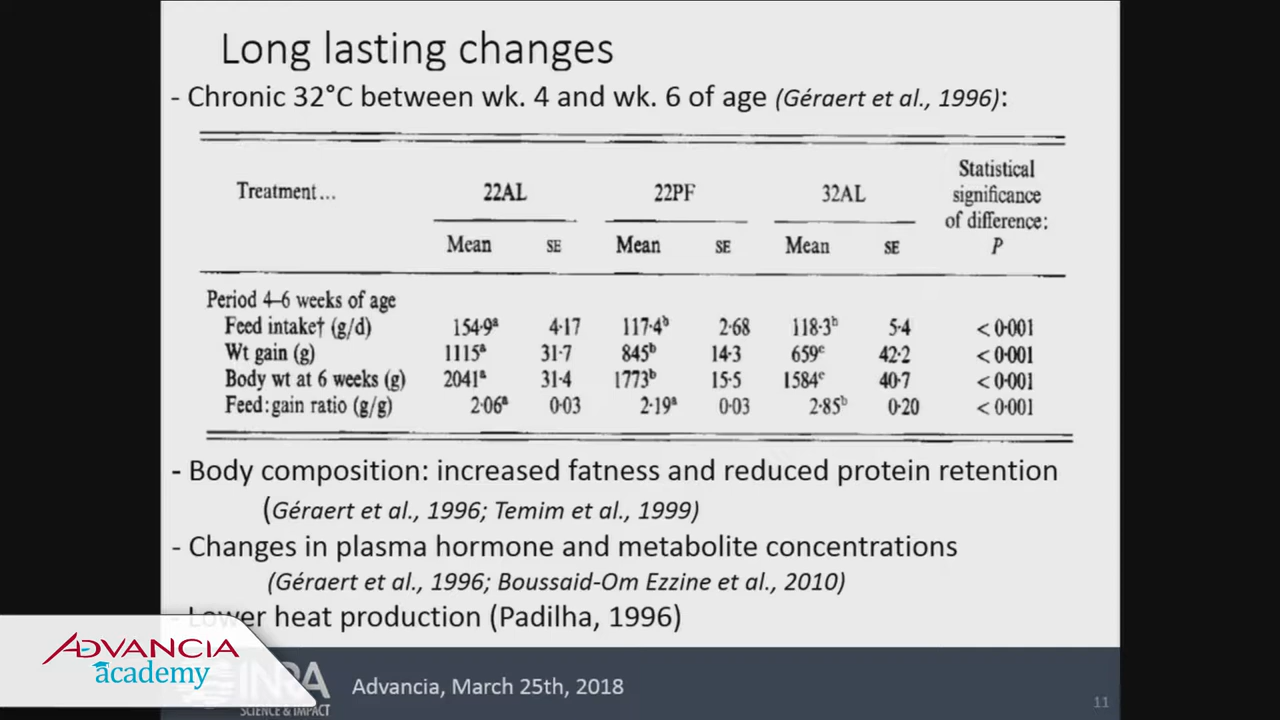 Long lasting changes
- Chronic 32°C between wk. 4 and wk. 6 of age (Géraert et al., 1996):
Treatment... 22AL 22PF 32AL Statistical significance of difference: P
Mean SE Mean SE Mean SE
Period 4–6 weeks of age
Feed intake† (g/d) 154·9ᵃ 4·17 117·4ᵇ 2·68 118·3ᵇ 5·4 < 0·001
Wt gain (g) 1115ᵃ 31·7 845ᵇ 14·3 659ᶜ 42·2 < 0·001
Body wt at 6 weeks (g) 2041ᵃ 31·4 1773ᵇ 15·5 1584ᶜ 40·7 < 0·001
Feed:gain ratio (g/g) 2·06ᵃ 0·03 2·19ᵃ 0·03 2·85ᵇ 0·20 < 0·001
- Body composition: increased fatness and reduced protein retention
(Géraert et al., 1996; Temim et al., 1999)
- Changes in plasma hormone and metabolite concentrations
(Géraert et al., 1996; Boussaid-Om Ezzine et al., 2010)
- Lower heat production (Padilha, 1996)
ADVANCIA
academy
INRA
SCIENCE & IMPACT
Advancia, March 25th, 2018
11